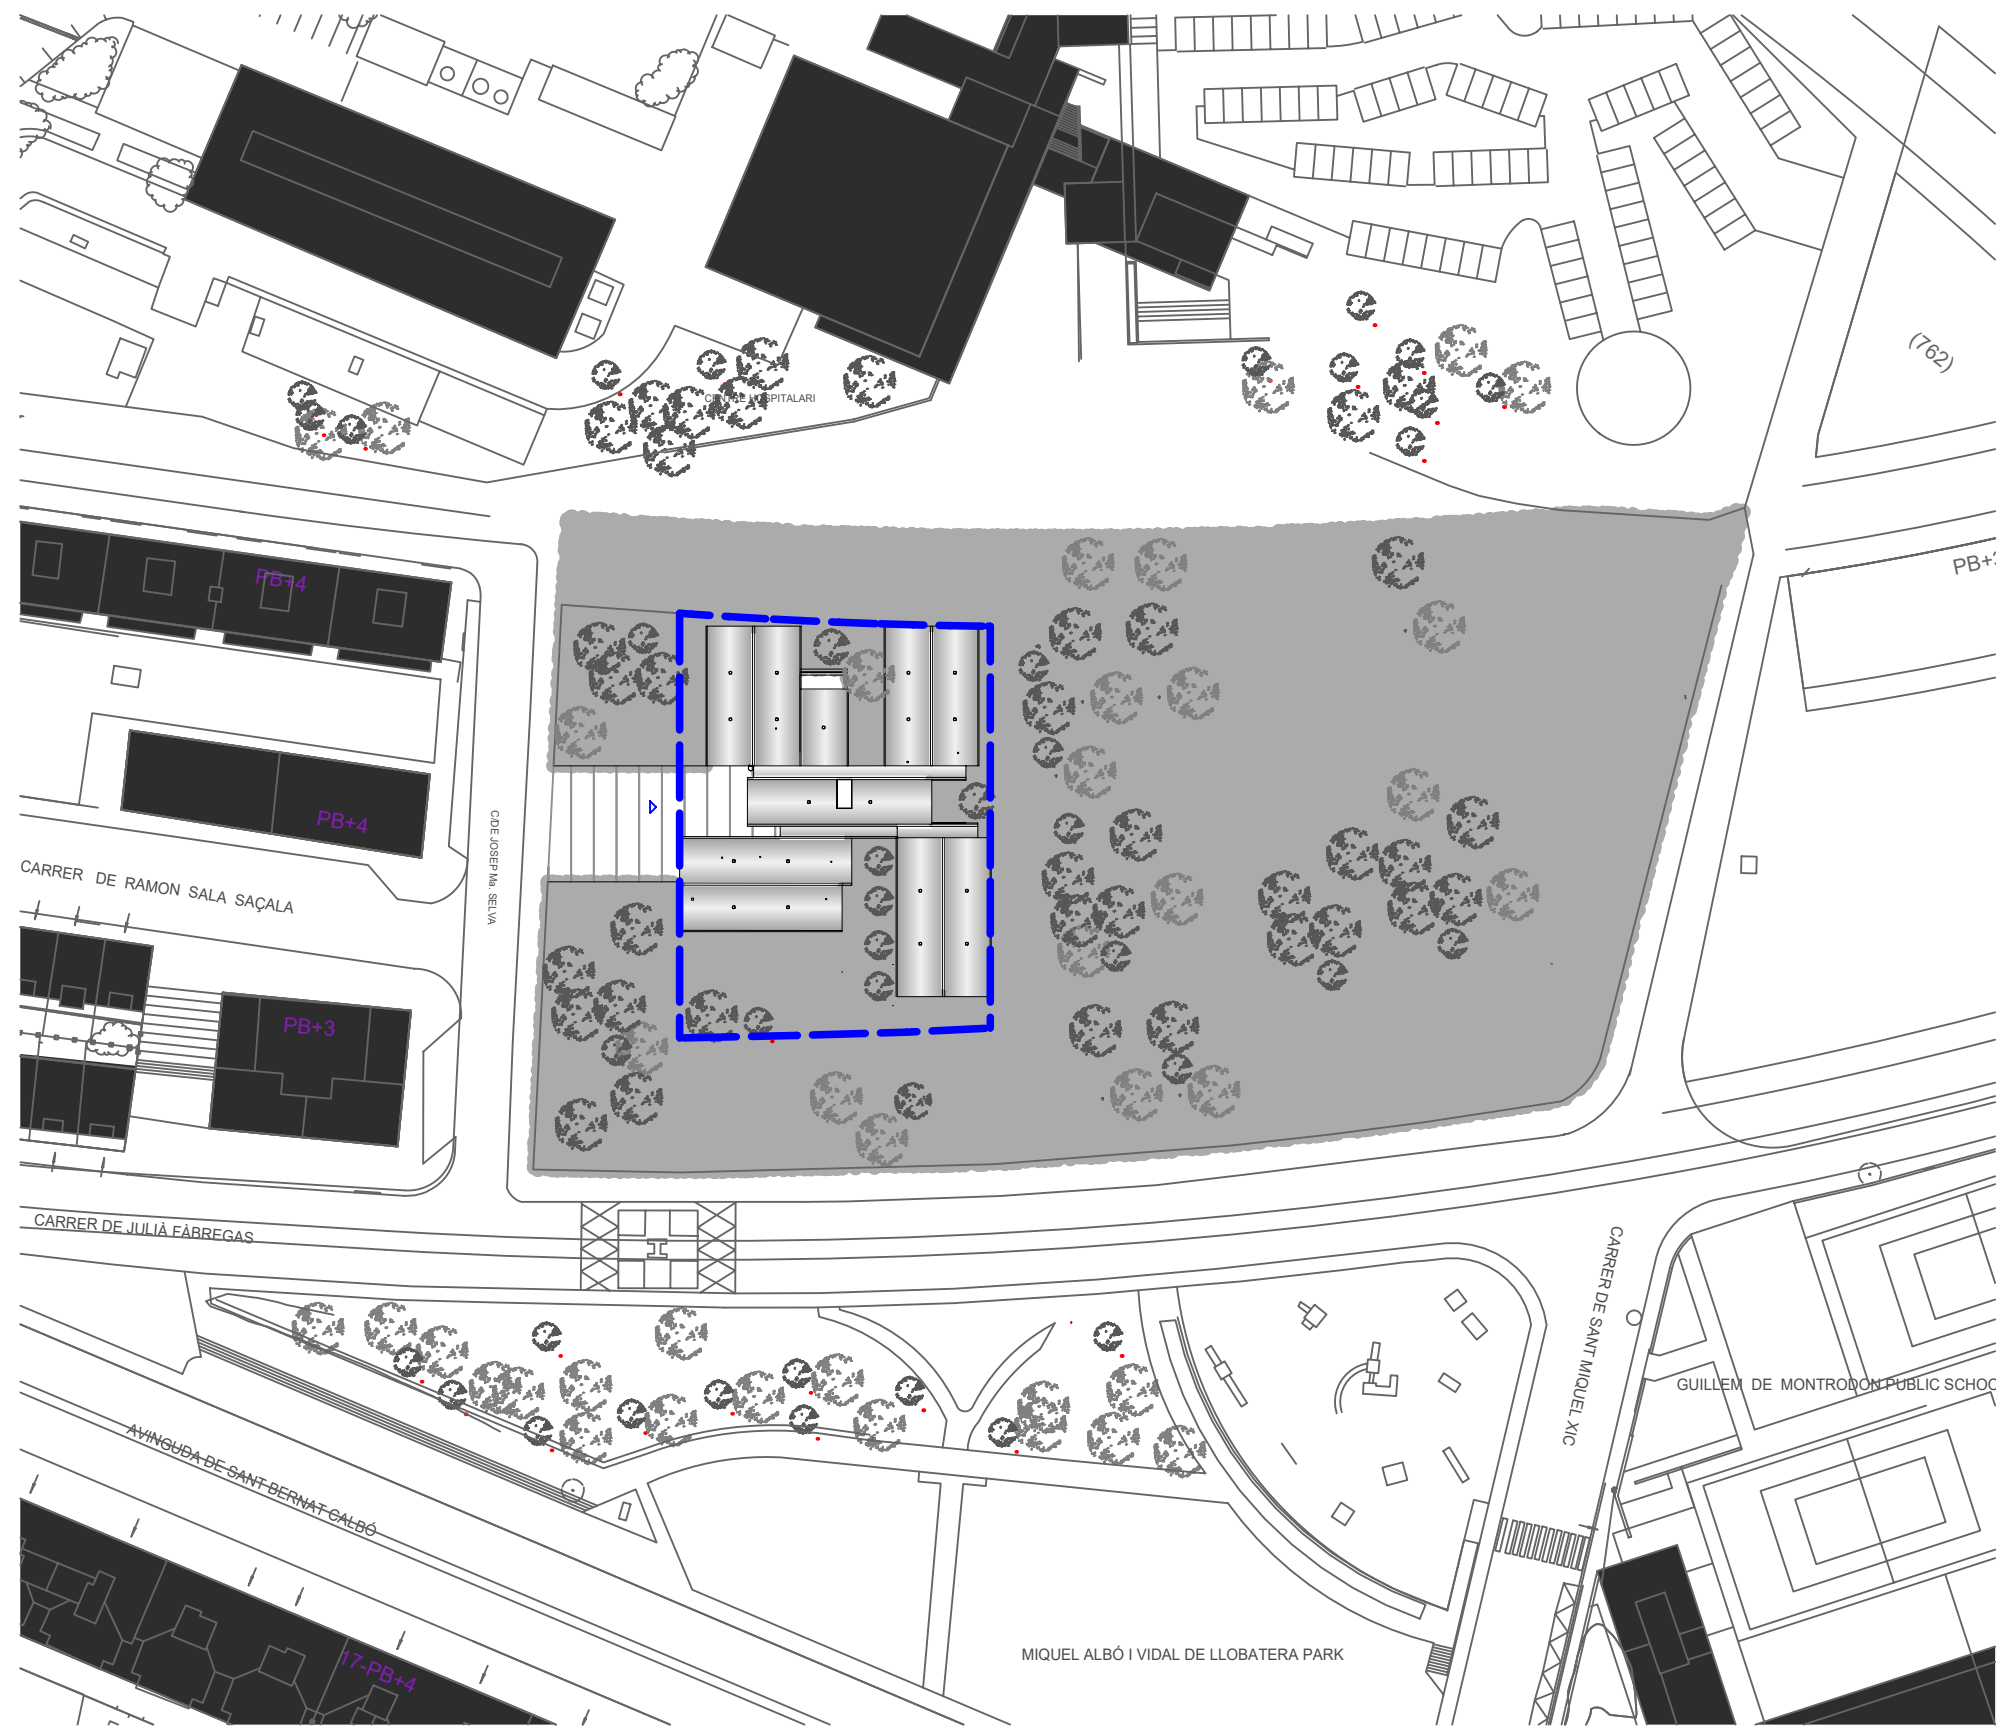 CENTRE HOSPITALARI
(762)
PB+4
PB+3
PB+4
C/DE JOSEP Ma. SELVA
CARRER DE RAMON SALA SAÇALA
PB+3
CARRER DE JULIÀ FÀBREGAS
CARRER DE SANT MIQUEL XIC
GUILLEM DE MONTRODON PUBLIC SCHOO
AVINGUDA DE SANT BERNAT CALBÓ
MIQUEL ALBÓ I VIDAL DE LLOBATERA PARK
17-PB+4